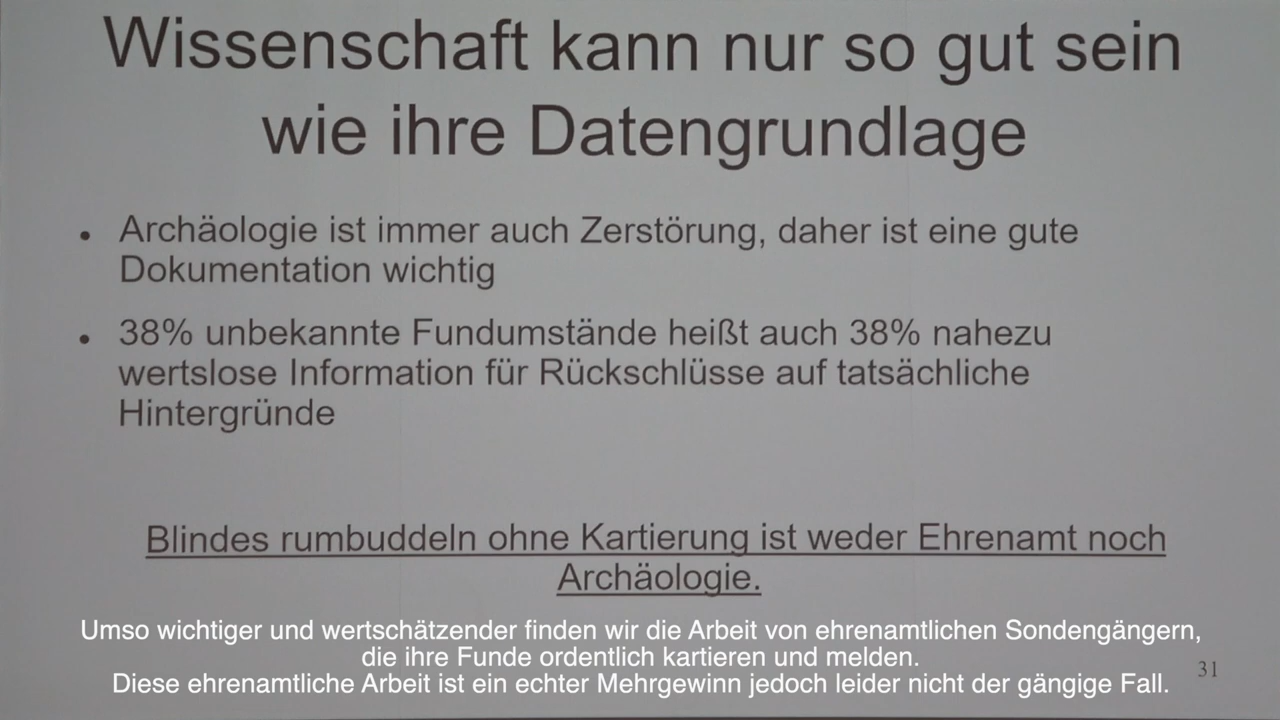 Wissenschaft kann nur so gut sein
wie ihre Datengrundlage
• Archäologie ist immer auch Zerstörung, daher ist eine gute
Dokumentation wichtig
• 38% unbekannte Fundumstände heißt auch 38% nahezu
wertslose Information für Rückschlüsse auf tatsächliche
Hintergründe
Blindes rumbuddeln ohne Kartierung ist weder Ehrenamt noch
Archäologie.
Umso wichtiger und wertschätzender finden wir die Arbeit von ehrenamtlichen Sondengängern,
die ihre Funde ordentlich kartieren und melden.
Diese ehrenamtliche Arbeit ist ein echter Mehrgewinn jedoch leider nicht der gängige Fall.
31